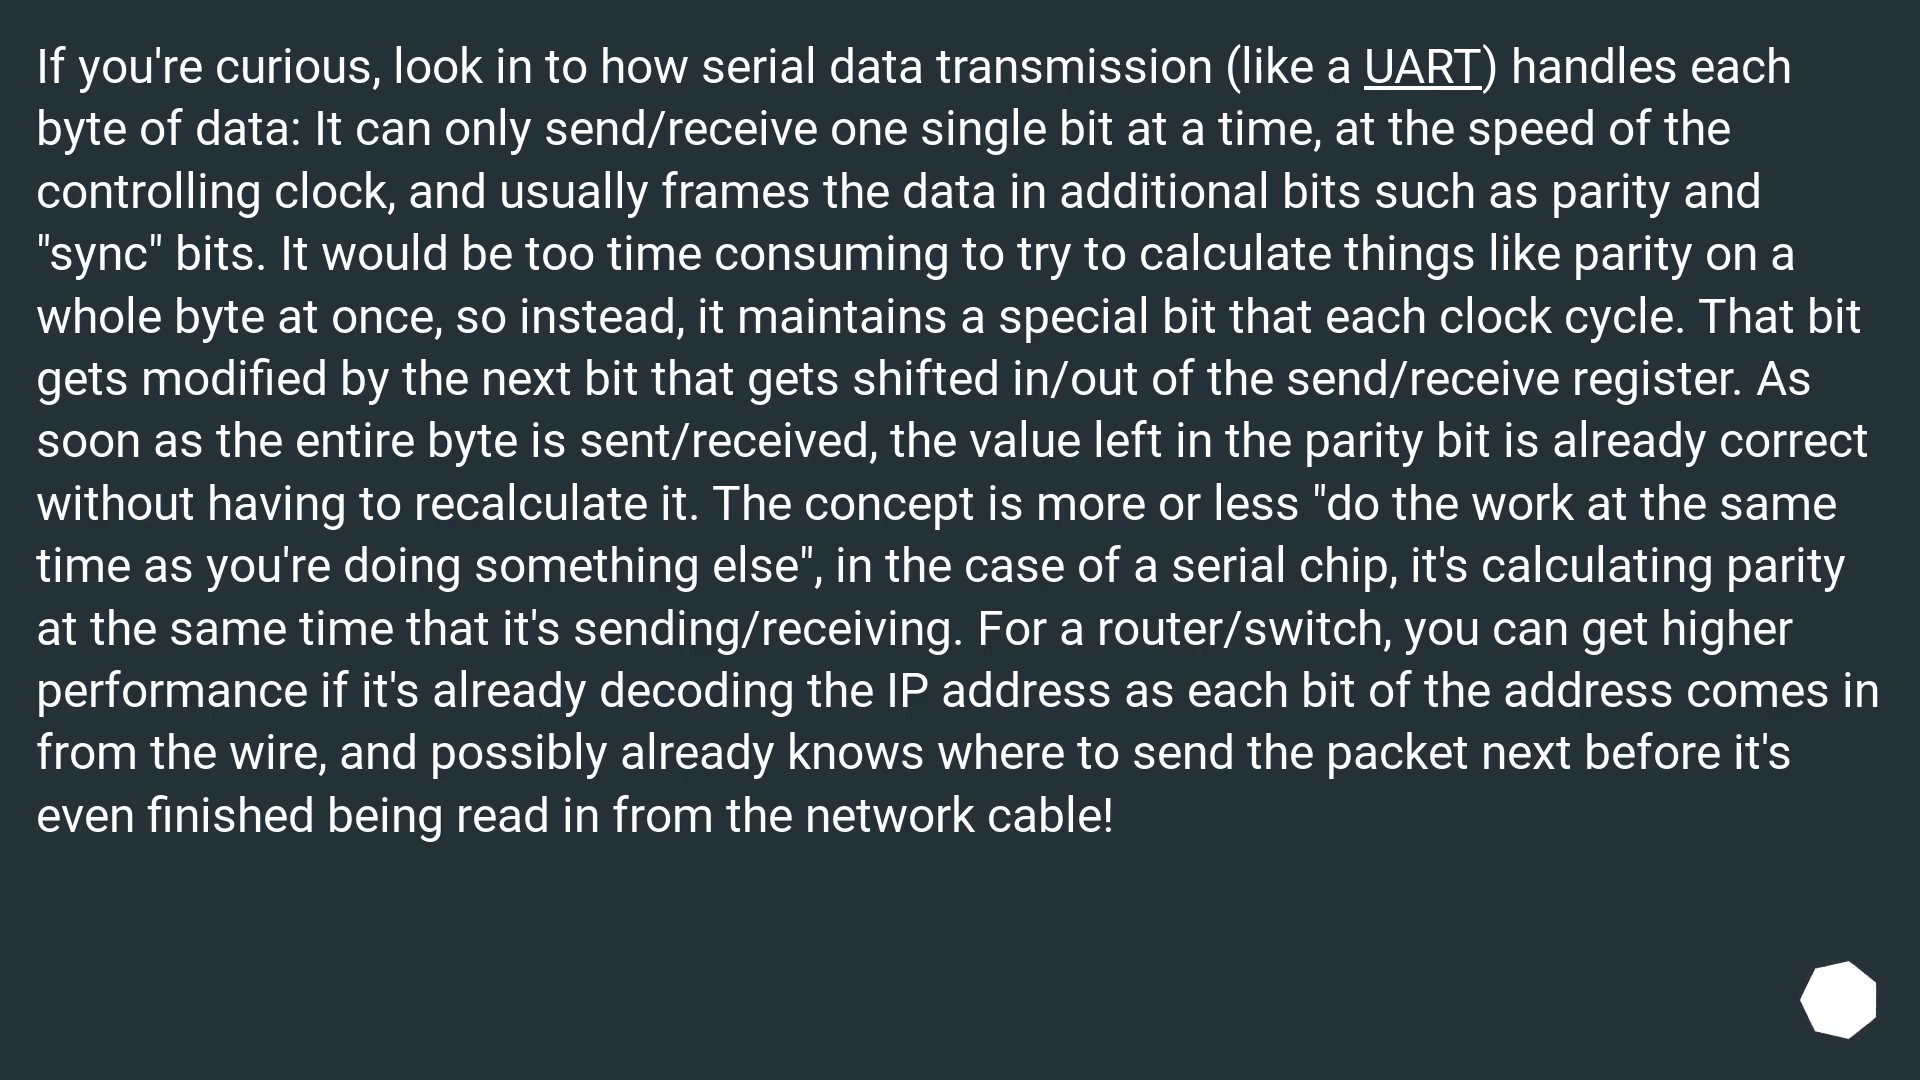 If you're curious, look in to how serial data transmission (like a UART) handles each
byte of data: It can only send/receive one single bit at a time, at the speed of the
controlling clock, and usually frames the data in additional bits such as parity and
"sync" bits. It would be too time consuming to try to calculate things like parity on a
whole byte at once, so instead, it maintains a special bit that each clock cycle. That bit
gets modified by the next bit that gets shifted in/out of the send/receive register. As
soon as the entire byte is sent/received, the value left in the parity bit is already correct
without having to recalculate it. The concept is more or less "do the work at the same
time as you're doing something else", in the case of a serial chip, it's calculating parity
at the same time that it's sending/receiving. For a router/switch, you can get higher
performance if it's already decoding the IP address as each bit of the address comes in
from the wire, and possibly already knows where to send the packet next before it's
even finished being read in from the network cable!